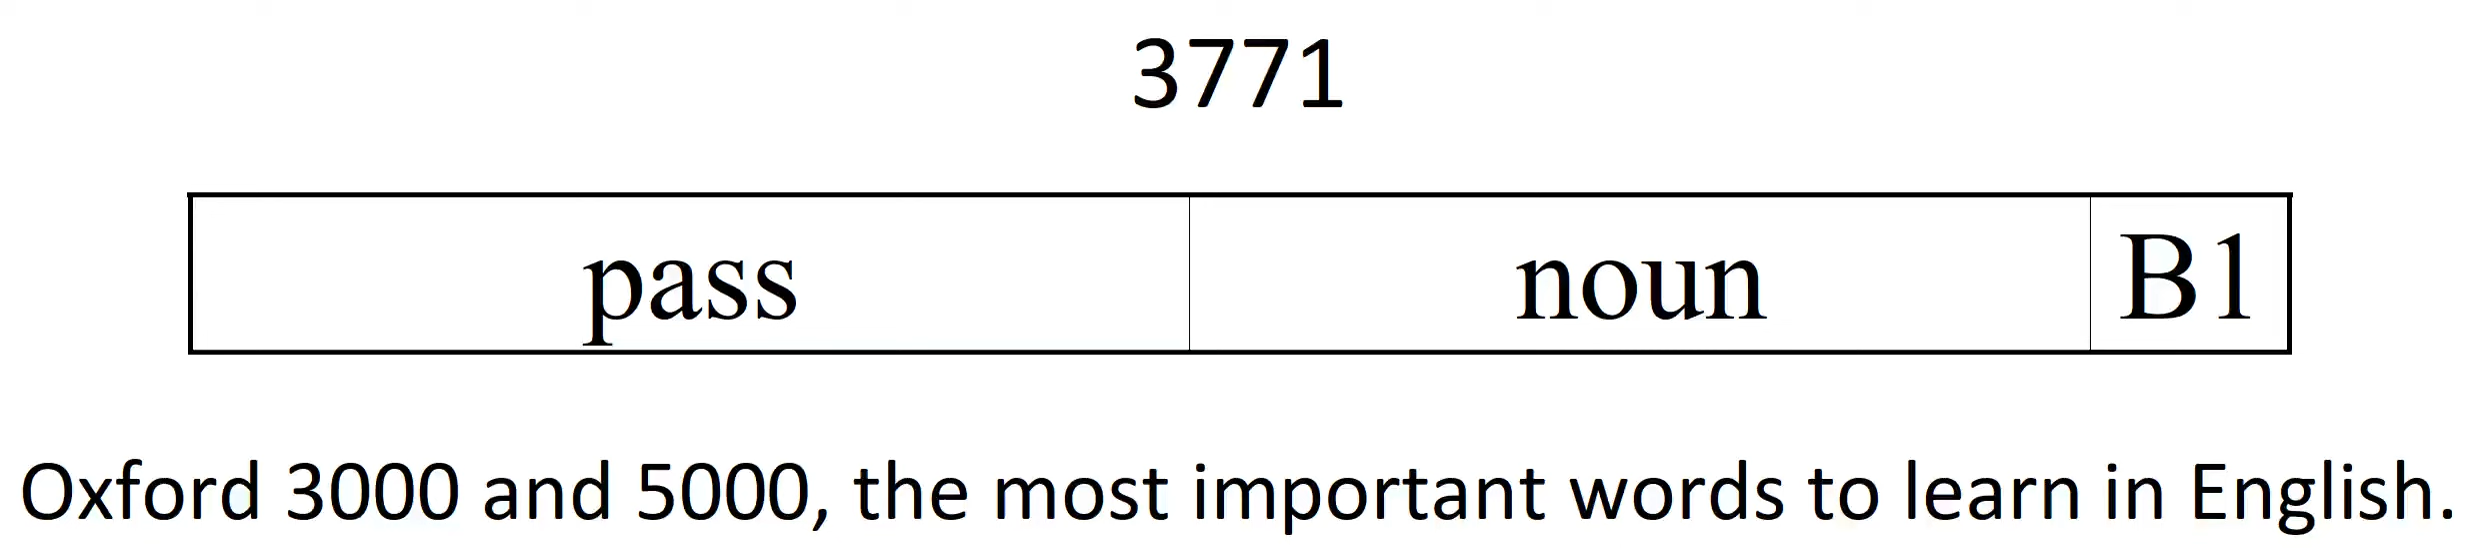 3771
pass noun B1
Oxford 3000 and 5000, the most important words to learn in English.